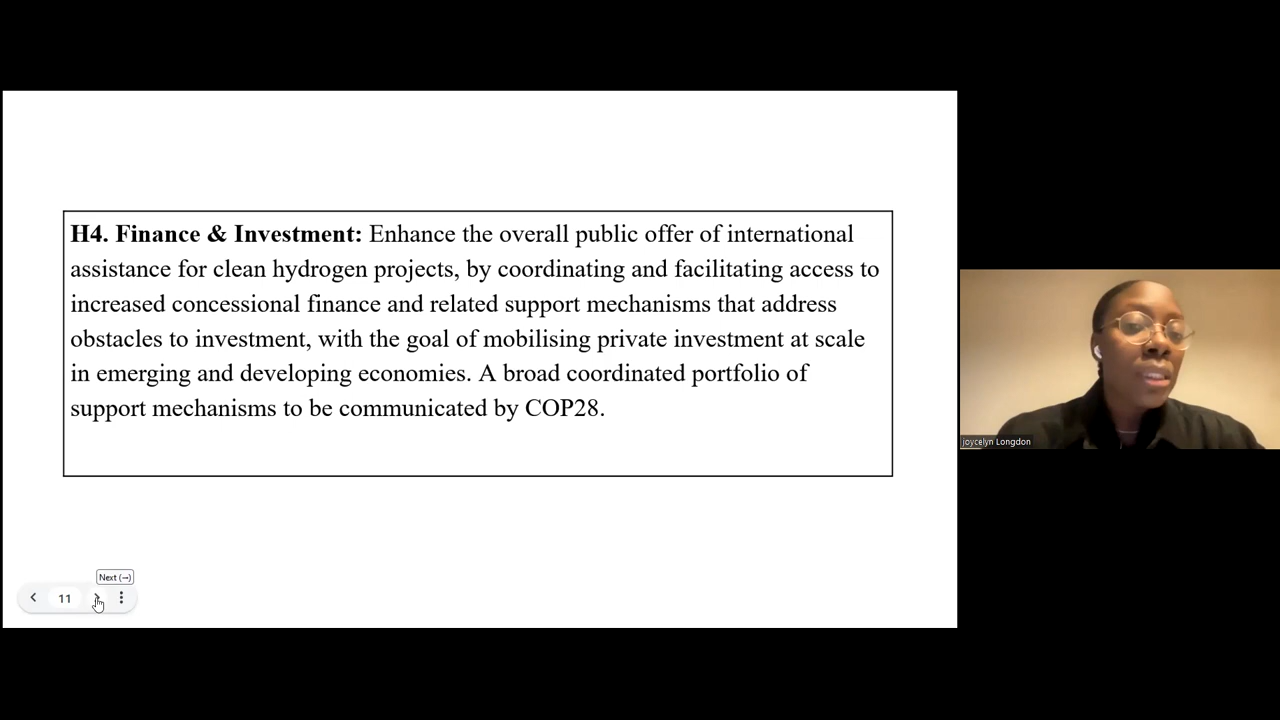 H4. Finance & Investment: Enhance the overall public offer of international
assistance for clean hydrogen projects, by coordinating and facilitating access to
increased concessional finance and related support mechanisms that address
obstacles to investment, with the goal of mobilising private investment at scale
in emerging and developing economies. A broad coordinated portfolio of
support mechanisms to be communicated by COP28.
joycelyn Longdon
Next (→)
11